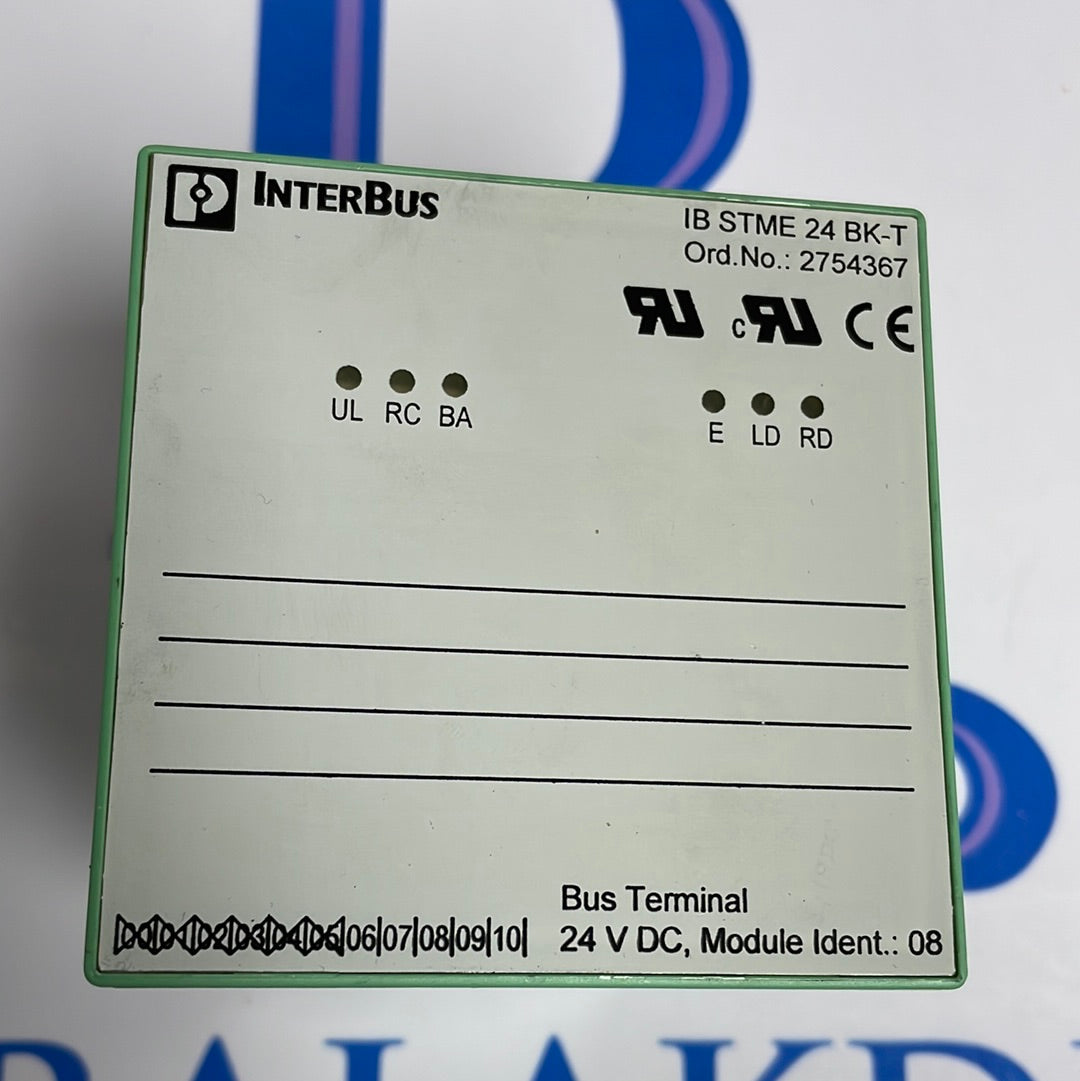 INTERBUS
IB STME 24 BK-T
Ord.No.: 2754367
c
CE
UL RC BA
E LD RD
Bus Terminal
00|01|02|03|04|05|06|07|08|09|10|
24 V DC, Module Ident.: 08